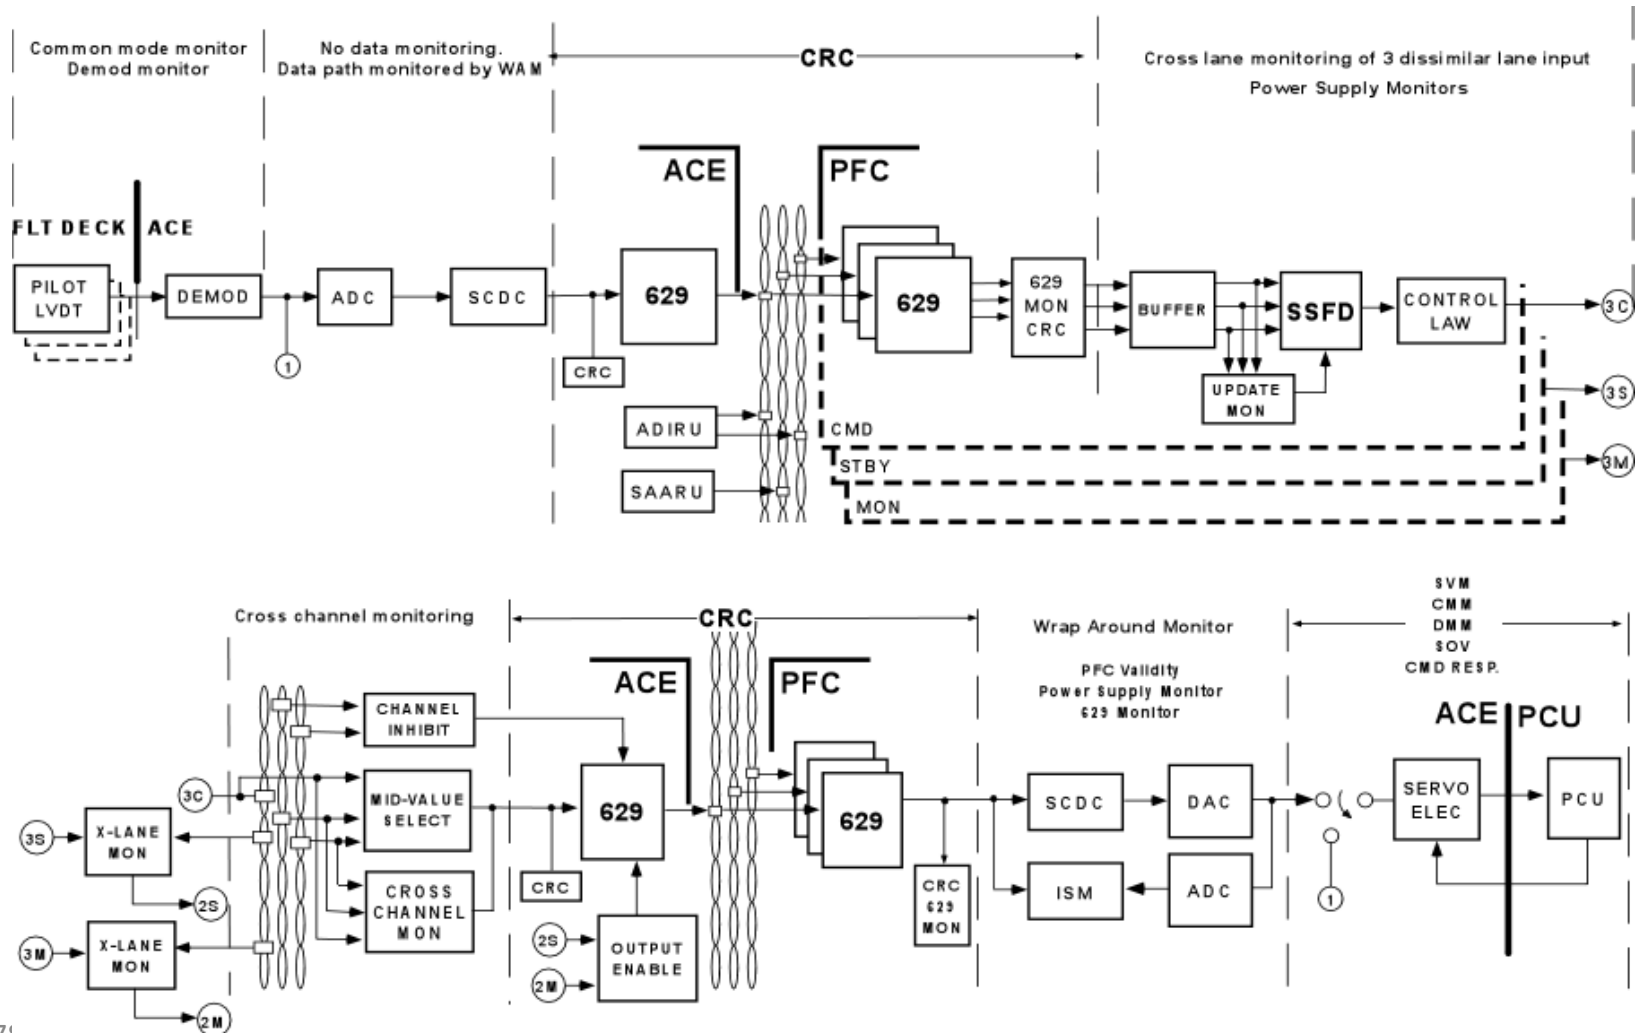 Common mode monitor
Demod monitor
No data monitoring.
Data path monitored by WAM
CRC
Cross lane monitoring of 3 dissimilar lane input
Power Supply Monitors
ACE
PFC
FLT DECK
ACE
PILOT
LVDT
DEMOD
ADC
SCDC
629
629
629
MON
CRC
BUFFER
SSFD
CONTROL
LAW
3C
1
CRC
UPDATE
MON
3S
ADIRU
CMD
3M
SAARU
STBY
MON
SVM
CMM
DMM
SOV
CMD RESP.
Cross channel monitoring
CRC
Wrap Around Monitor
PFC Validity
Power Supply Monitor
629 Monitor
ACE
PFC
ACE
PCU
CHANNEL
INHIBIT
3C
MID-VALUE
SELECT
629
629
SCDC
DAC
SERVO
ELEC
PCU
3S
X-LANE
MON
2S
CROSS
CHANNEL
MON
CRC
CRC
629
MON
ISM
ADC
1
3M
X-LANE
MON
2M
2S
2M
OUTPUT
ENABLE